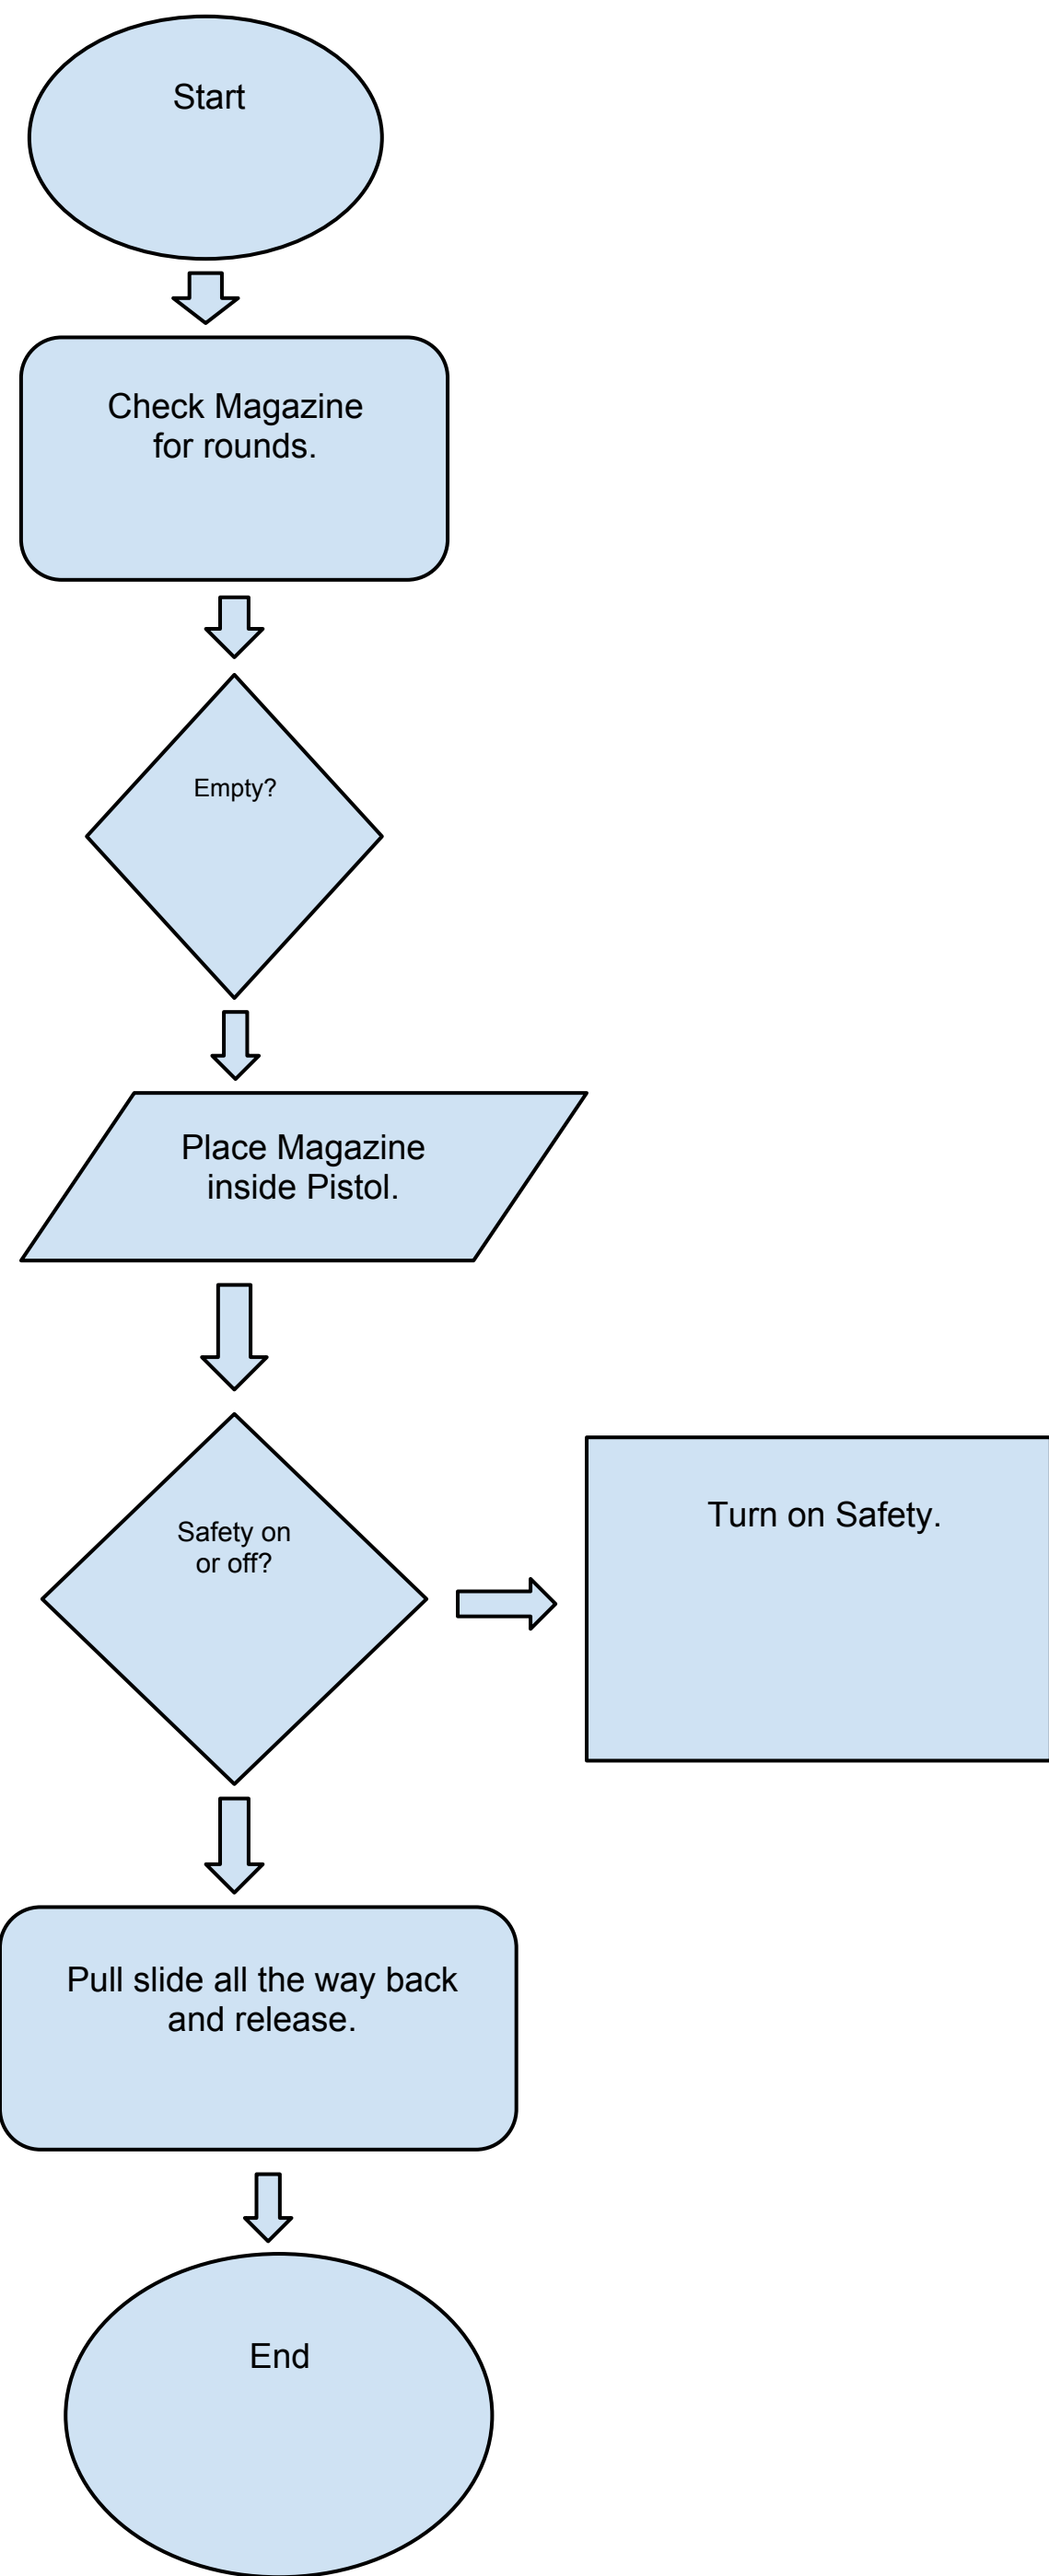 Start
Check Magazine
for rounds.
Empty?
Place Magazine
inside Pistol.
Safety on
or off?
Turn on Safety.
Pull slide all the way back
and release.
End